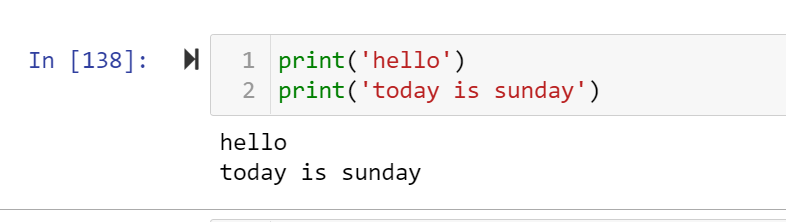 In [138]:
1 print('hello')
2 print('today is sunday')
hello
today is sunday